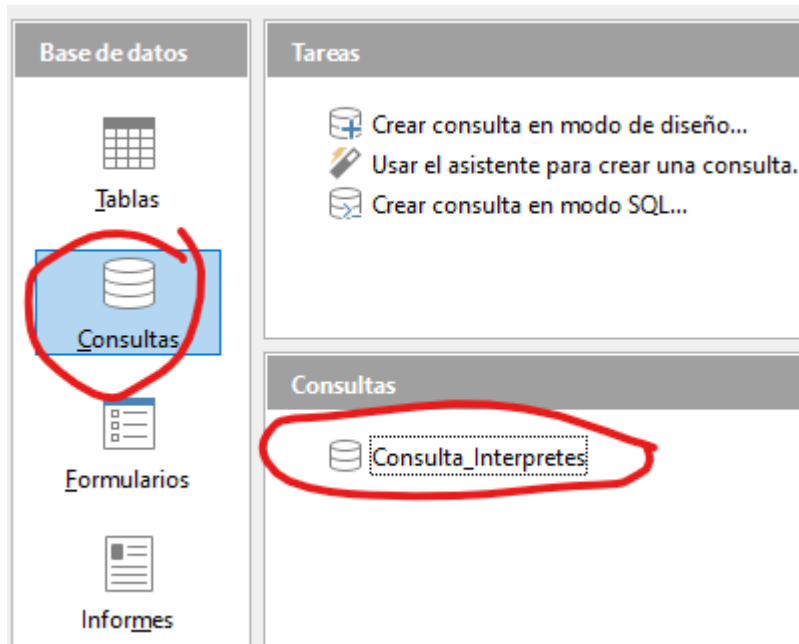 Base de datos
Tablas
Consultas
Formularios
Informes
Tareas
Crear consulta en modo de diseño...
Usar el asistente para crear una consulta.
Crear consulta en modo SQL...
Consultas
Consulta_Interpretes